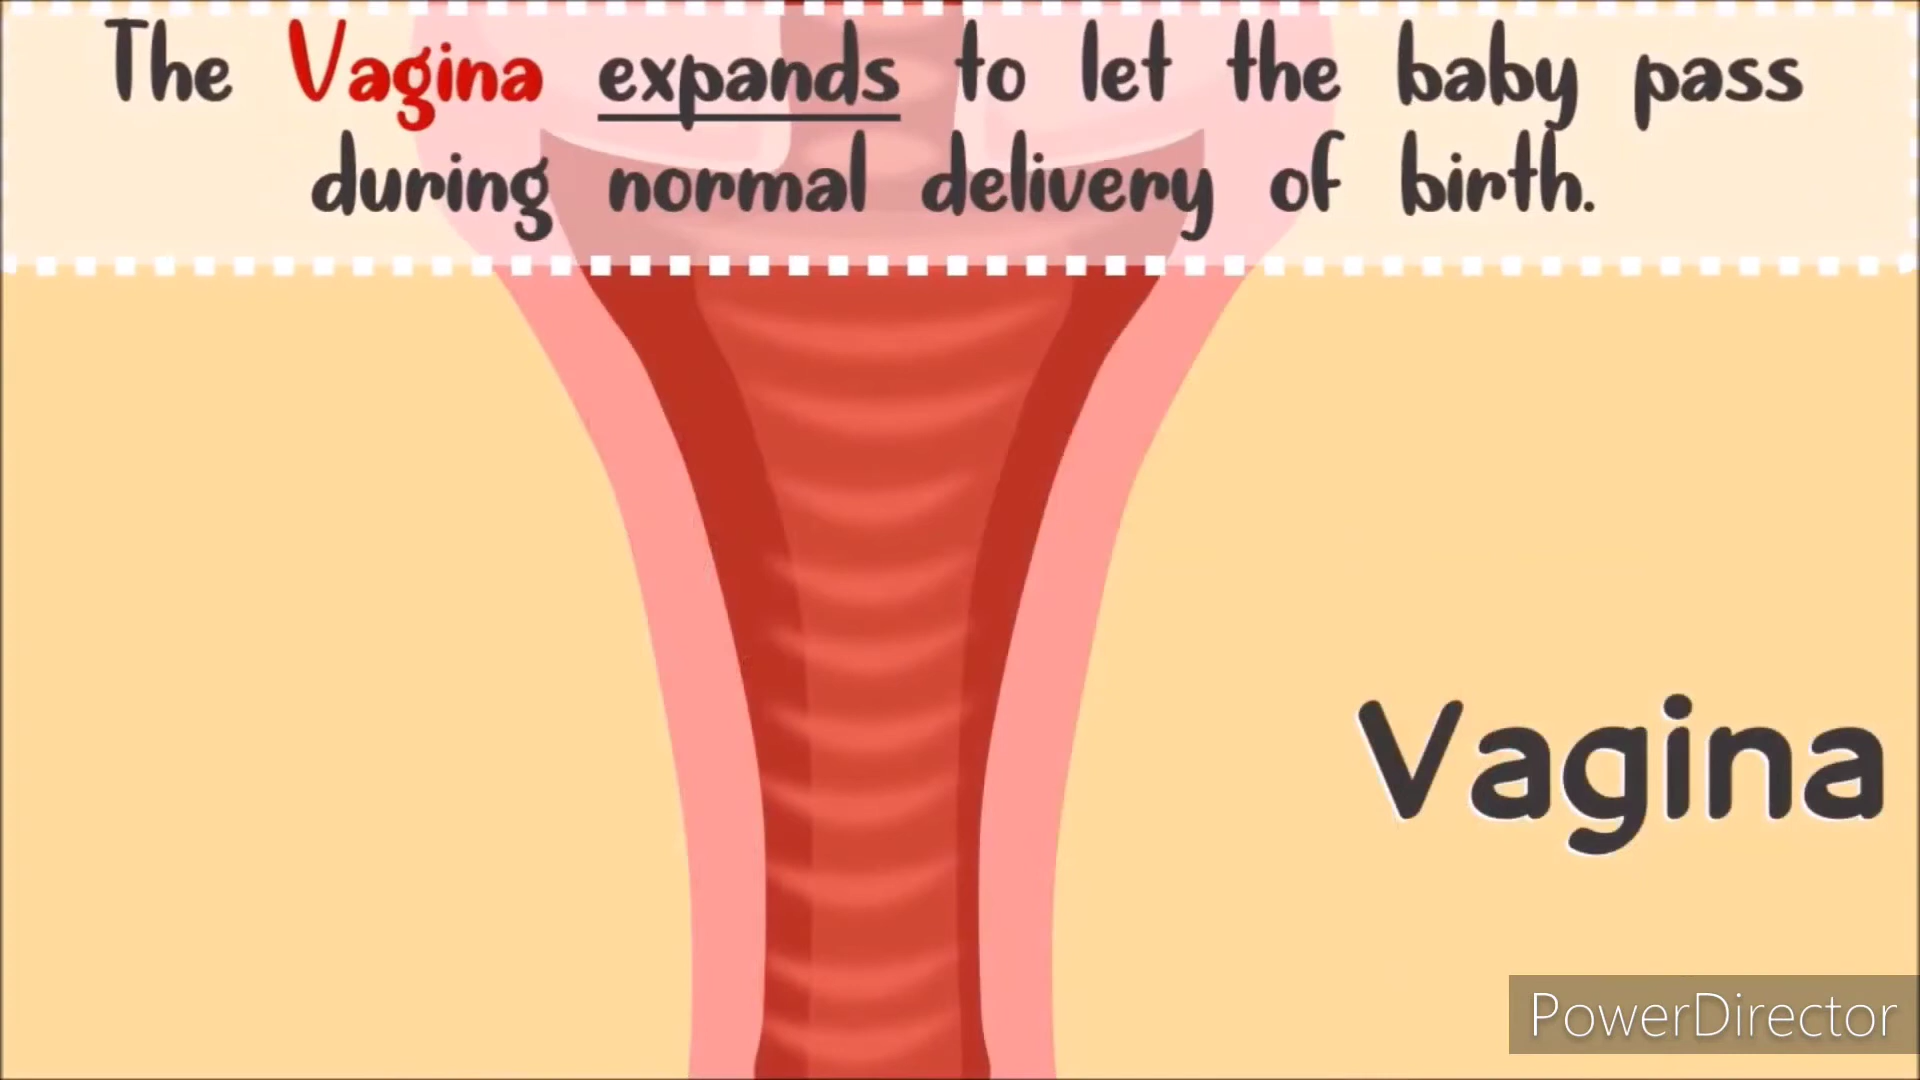 The Vagina expands to let the baby pass
during normal delivery of birth.
Vagina
PowerDirector